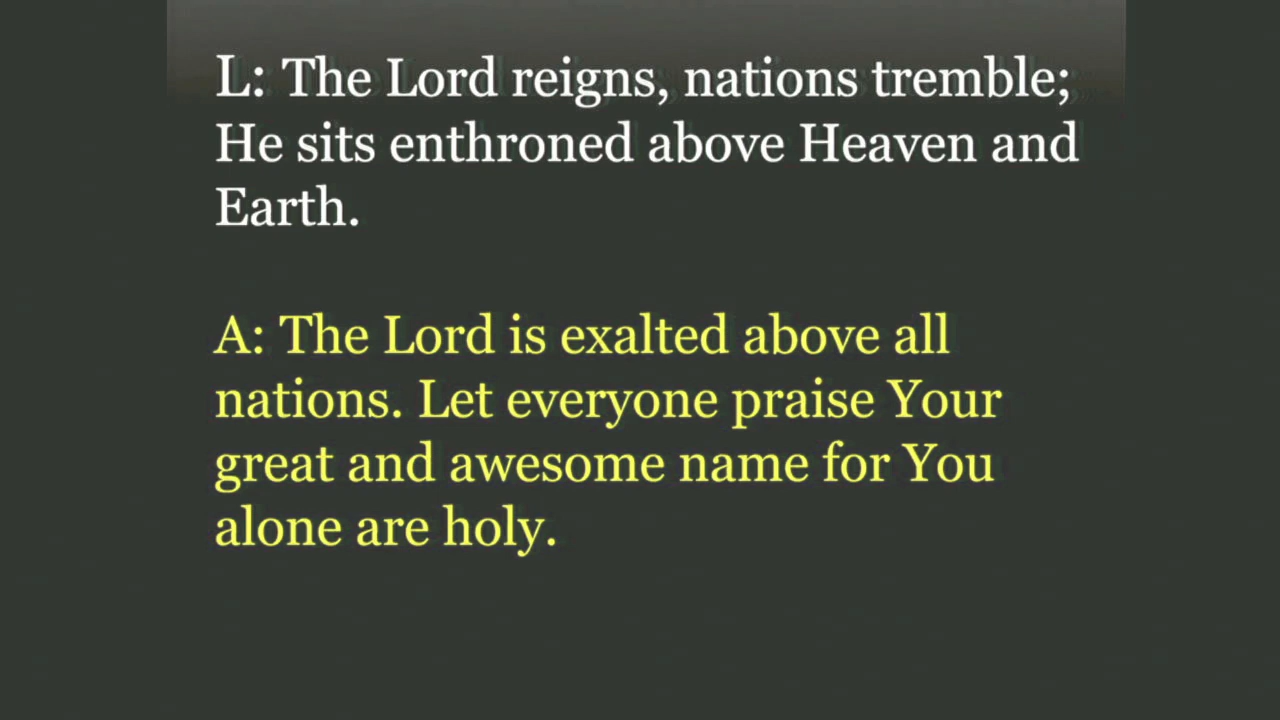 L: The Lord reigns, nations tremble;
He sits enthroned above Heaven and
Earth.
A: The Lord is exalted above all
nations. Let everyone praise Your
great and awesome name for You
alone are holy.